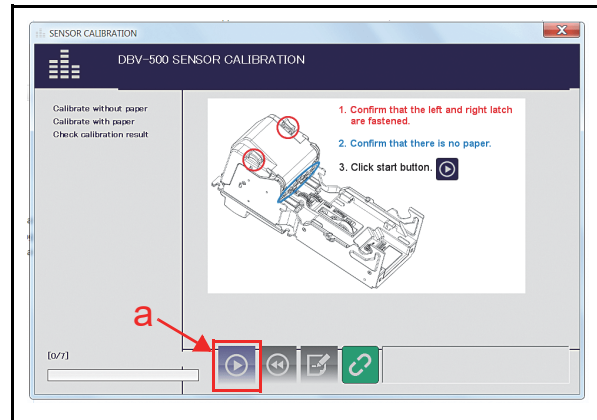 SENSOR CALIBRATION
DBV-500 SENSOR CALIBRATION
Calibrate without paper
Calibrate with paper
Check calibration result
1. Confirm that the left and right latch
are fastened.
2. Confirm that there is no paper.
3. Click start button.
a
[0/7]